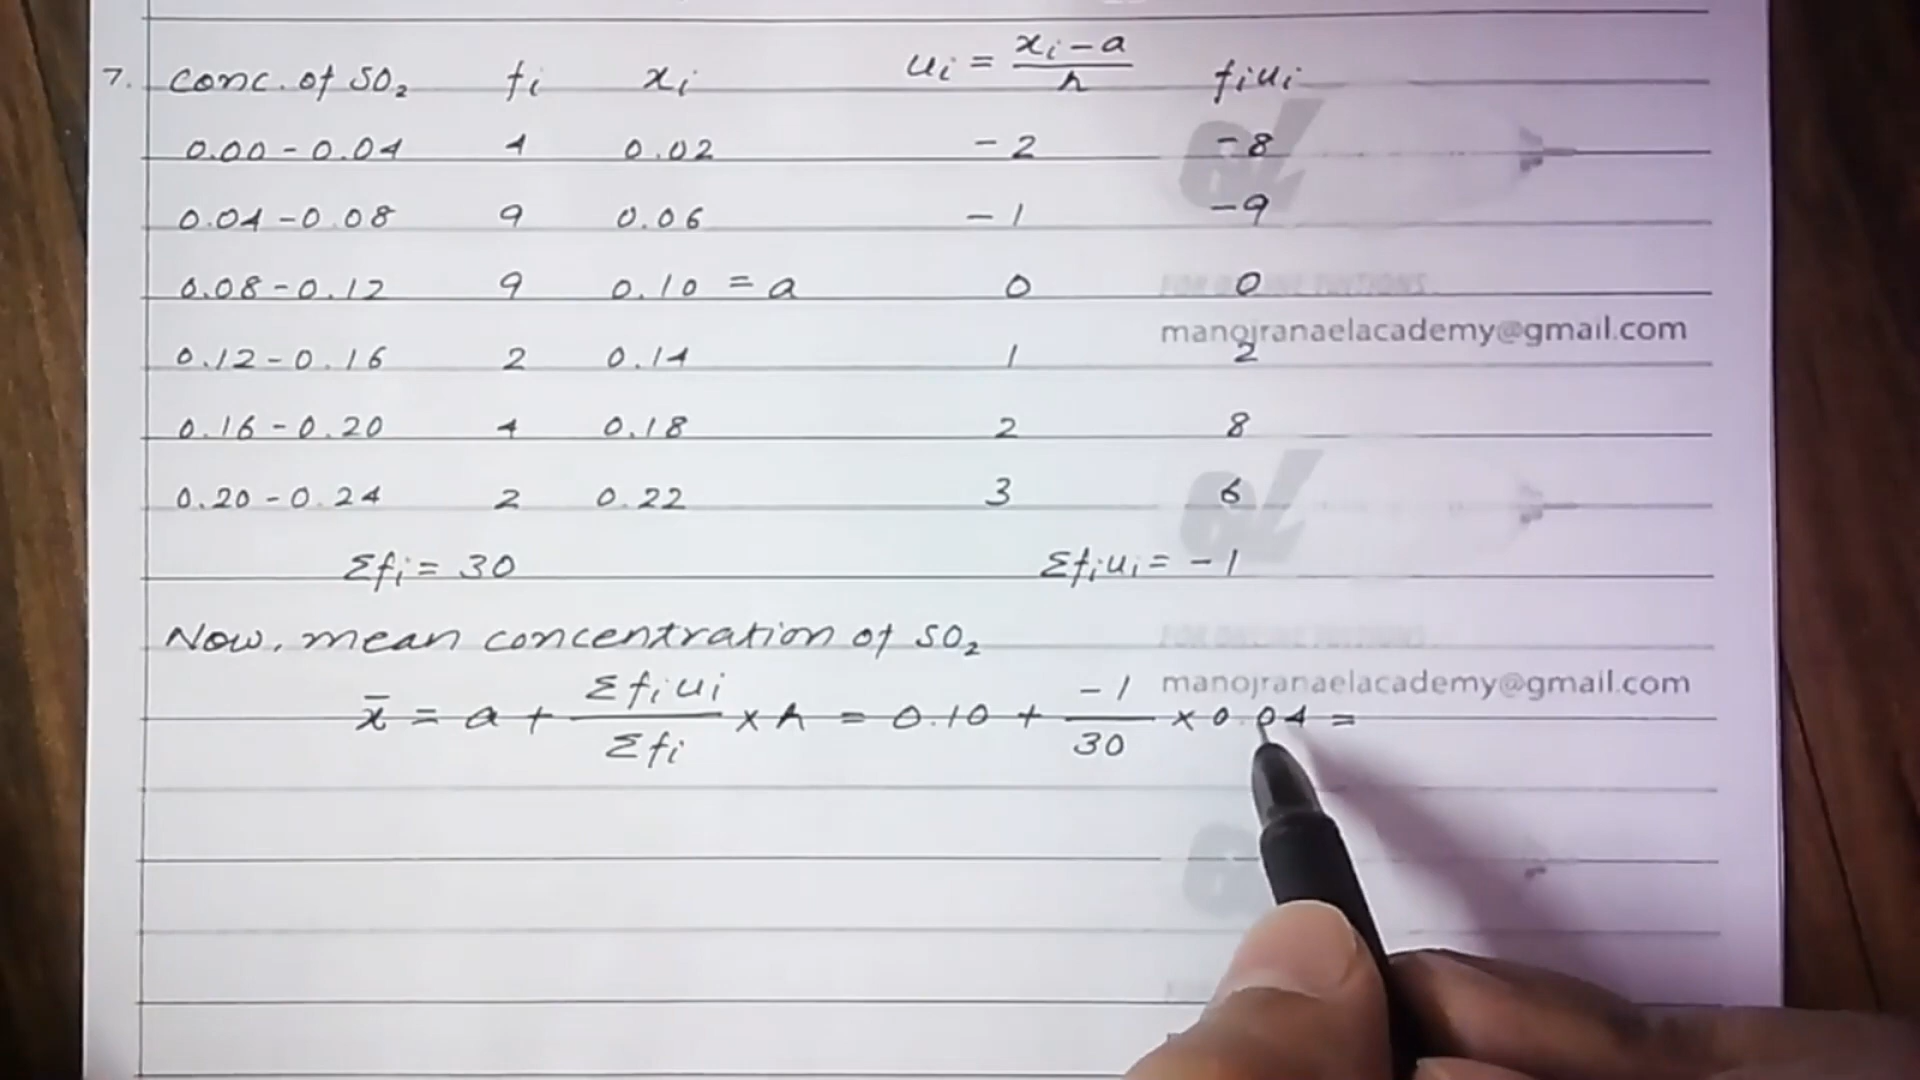 7. Conc. of SO₂ fi xi ui = xi - a / h fiui
0.00 - 0.04 4 0.02 - 2 - 8
0.04 - 0.08 9 0.06 - 1 - 9
0.08 - 0.12 9 0.10 = a 0 0
manojranaelacademy@gmail.com
0.12 - 0.16 2 0.14 1 2
0.16 - 0.20 4 0.18 2 8
0.20 - 0.24 2 0.22 3 6
Σfi = 30 Σfiui = - 1
Now, mean concentration of SO₂
manojranaelacademy@gmail.com
x̄ = a + Σfiui / Σfi × h = 0.10 + -1 / 30 × 0.04 =